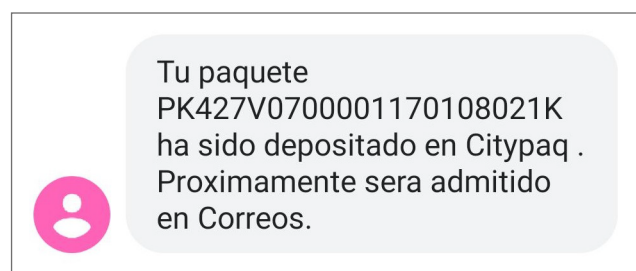 Tu paquete
PK427V0700001170108021K
ha sido depositado en Citypaq .
Proximamente sera admitido
en Correos.